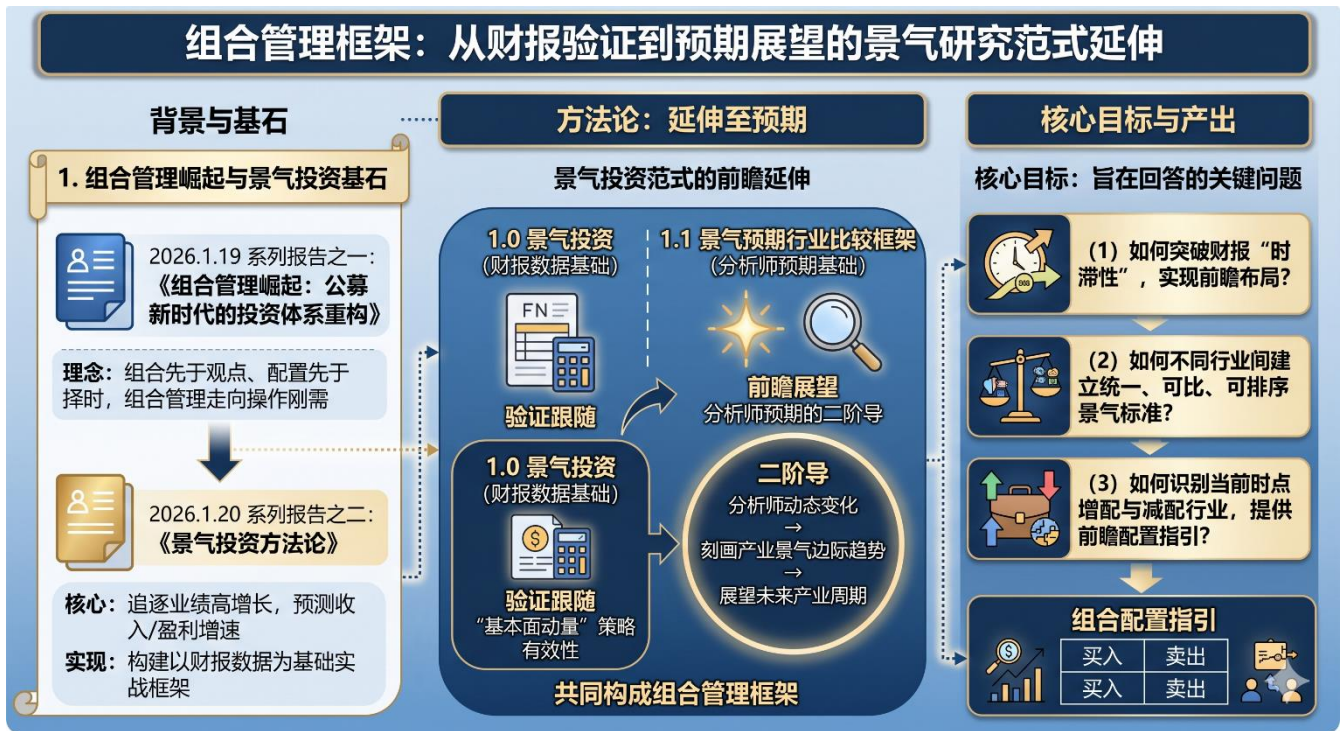 组合管理框架：从财报验证到预期展望的景气研究范式延伸
背景与基石
1. 组合管理崛起与景气投资基石
2026.1.19 系列报告之一：
《组合管理崛起：公募
新时代的投资体系重构》
理念：组合先于观点、配置先于
择时，组合管理走向操作刚需
2026.1.20 系列报告之二：
《景气投资方法论》
核心：追逐业绩高增长，预测收
入/盈利增速
实现：构建以财报数据为基础实
战框架
方法论：延伸至预期
景气投资范式的前瞻延伸
1.0 景气投资
(财报数据基础)
FN
验证跟随
1.1 景气预期行业比较框架
(分析师预期基础)
前瞻展望
分析师预期的二阶导
1.0 景气投资
(财报数据基础)
$
验证跟随
“基本面动量”策略
有效性
二阶导
分析师动态变化
→
刻画产业景气边际趋势
→
展望未来产业周期
共同构成组合管理框架
核心目标与产出
核心目标：旨在回答的关键问题
（1）如何突破财报“时
滞性”，实现前瞻布局？
（2）如何不同行业间建
立统一、可比、可排序
景气标准？
（3）如何识别当前时点
增配与减配行业，提供
前瞻配置指引？
组合配置指引
$
买入 卖出
买入 卖出